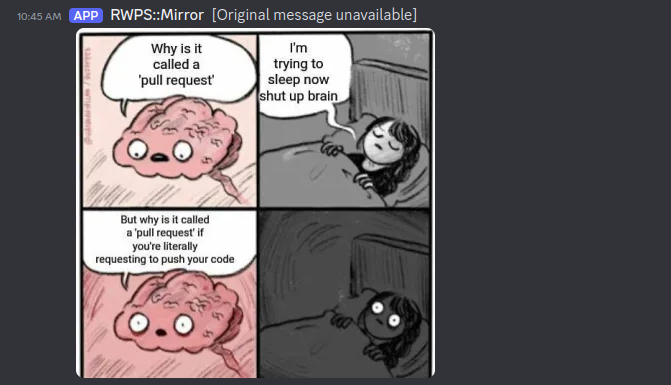 10:45 AM APP RWPS::Mirror [Original message unavailable]
Why is it
called a
'pull request'
I'm
trying to
sleep now
shut up brain
But why is it called
a 'pull request' if
you're literally
requesting to push your code